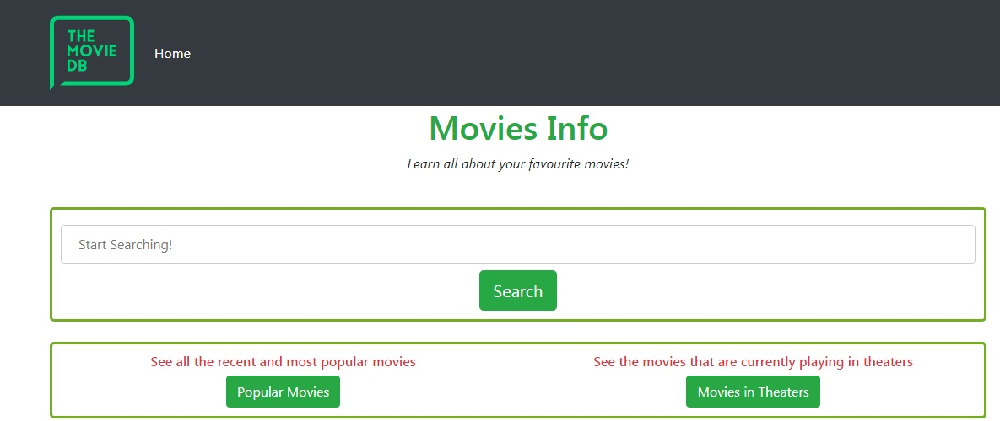 THE
MOVIE
DB
Home
Movies Info
Learn all about your favourite movies!
Start Searching!
Search
See all the recent and most popular movies
Popular Movies
See the movies that are currently playing in theaters
Movies in Theaters